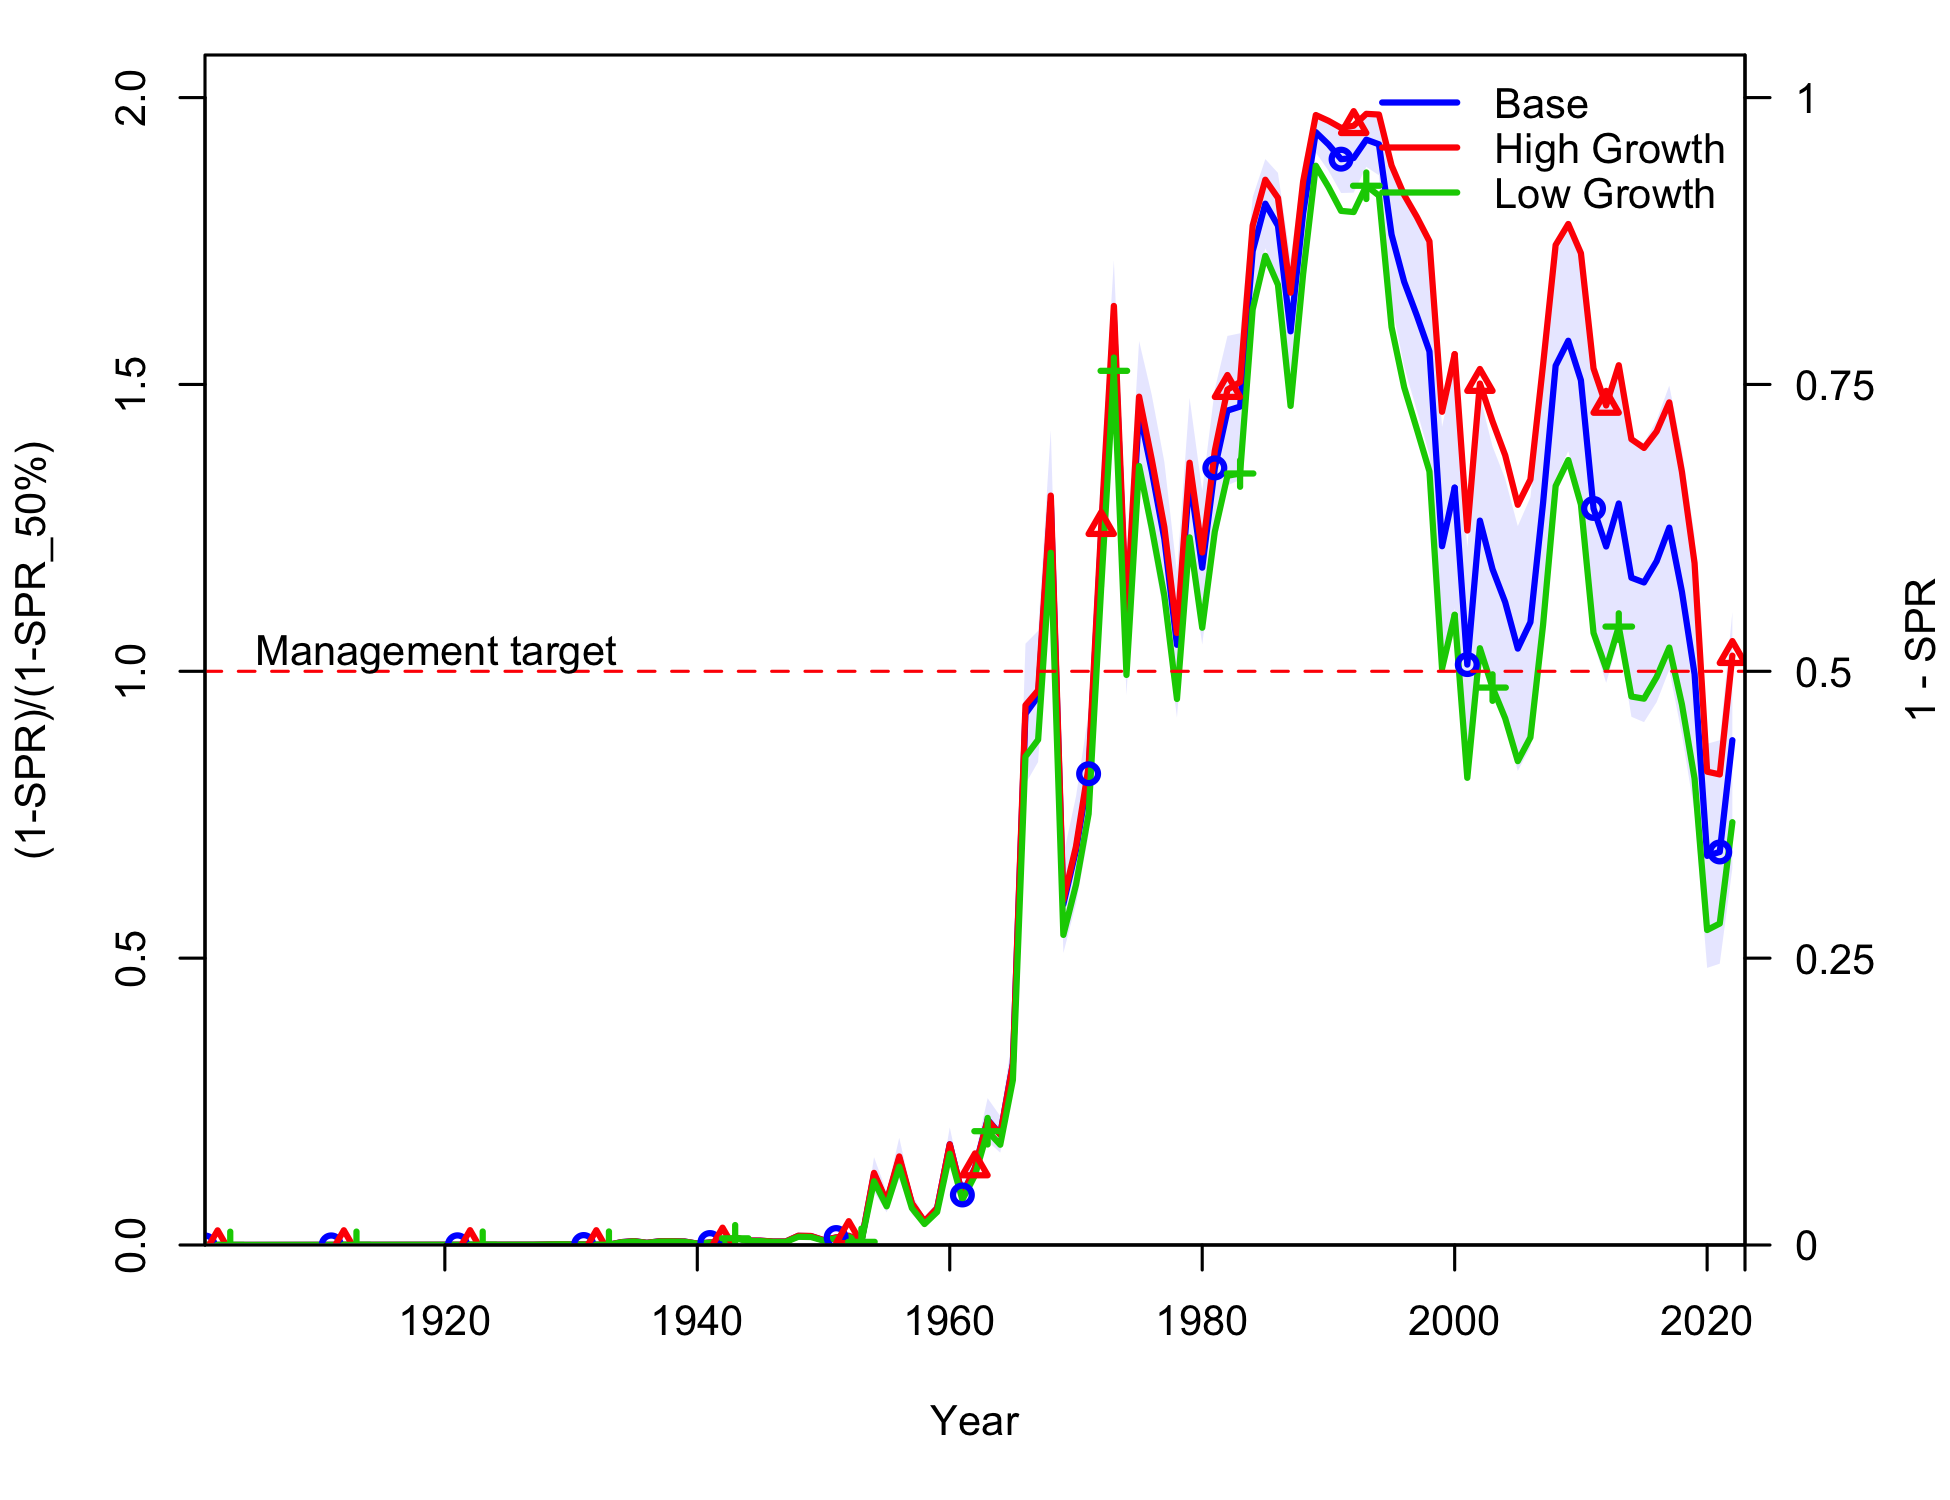 Base
High Growth
Low Growth
Management target
(1-SPR)/(1-SPR_50%)
0.0
0.5
1.0
1.5
2.0
1 - SPR
0
0.25
0.5
0.75
1
1920
1940
1960
1980
2000
2020
Year